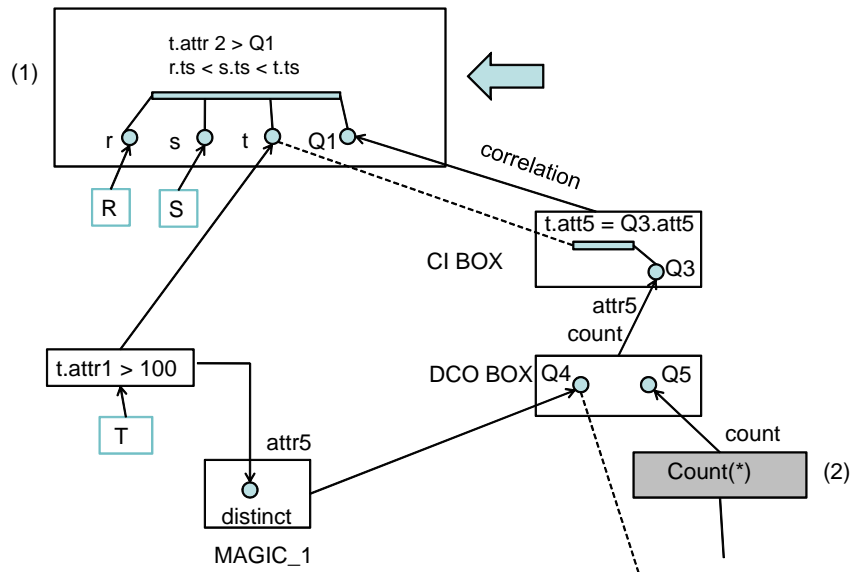 t.attr 2 > Q1
(1)
r.ts < s.ts < t.ts
r
s
t
Q1
correlation
R
S
t.att5 = Q3.att5
CI BOX
Q3
attr5
count
t.attr1 > 100
DCO BOX
Q4
Q5
T
attr5
count
Count(*)
(2)
distinct
MAGIC_1